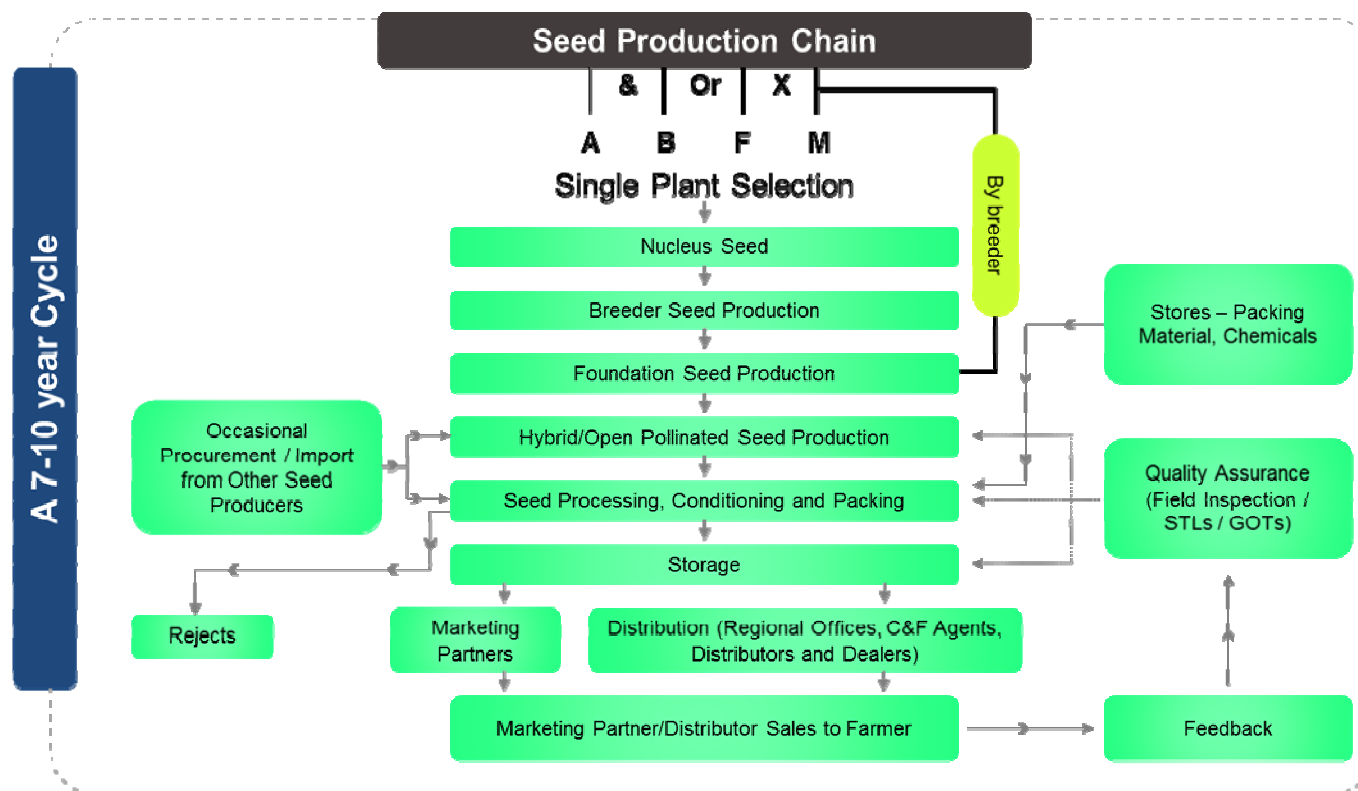 Seed Production Chain
& Or X
A B F M
Single Plant Selection
By breeder
A 7-10 year Cycle
Nucleus Seed
Breeder Seed Production
Foundation Seed Production
Stores – Packing
Material, Chemicals
Occasional
Procurement / Import
from Other Seed
Producers
Hybrid/Open Pollinated Seed Production
Seed Processing, Conditioning and Packing
Quality Assurance
(Field Inspection /
STLs / GOTs)
Storage
Rejects
Marketing
Partners
Distribution (Regional Offices, C&F Agents,
Distributors and Dealers)
Marketing Partner/Distributor Sales to Farmer
Feedback